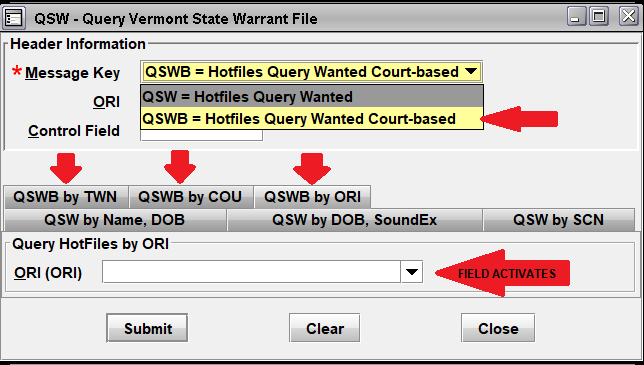 QSW - Query Vermont State Warrant File
Header Information
* Message Key QSWB = Hotfiles Query Wanted Court-based
QSW = Hotfiles Query Wanted
ORI
QSWB = Hotfiles Query Wanted Court-based
Control Field
QSWB by TWN QSWB by COU QSWB by ORI
QSW by Name, DOB QSW by DOB, SoundEx QSW by SCN
Query HotFiles by ORI
ORI (ORI) FIELD ACTIVATES
Submit Clear Close